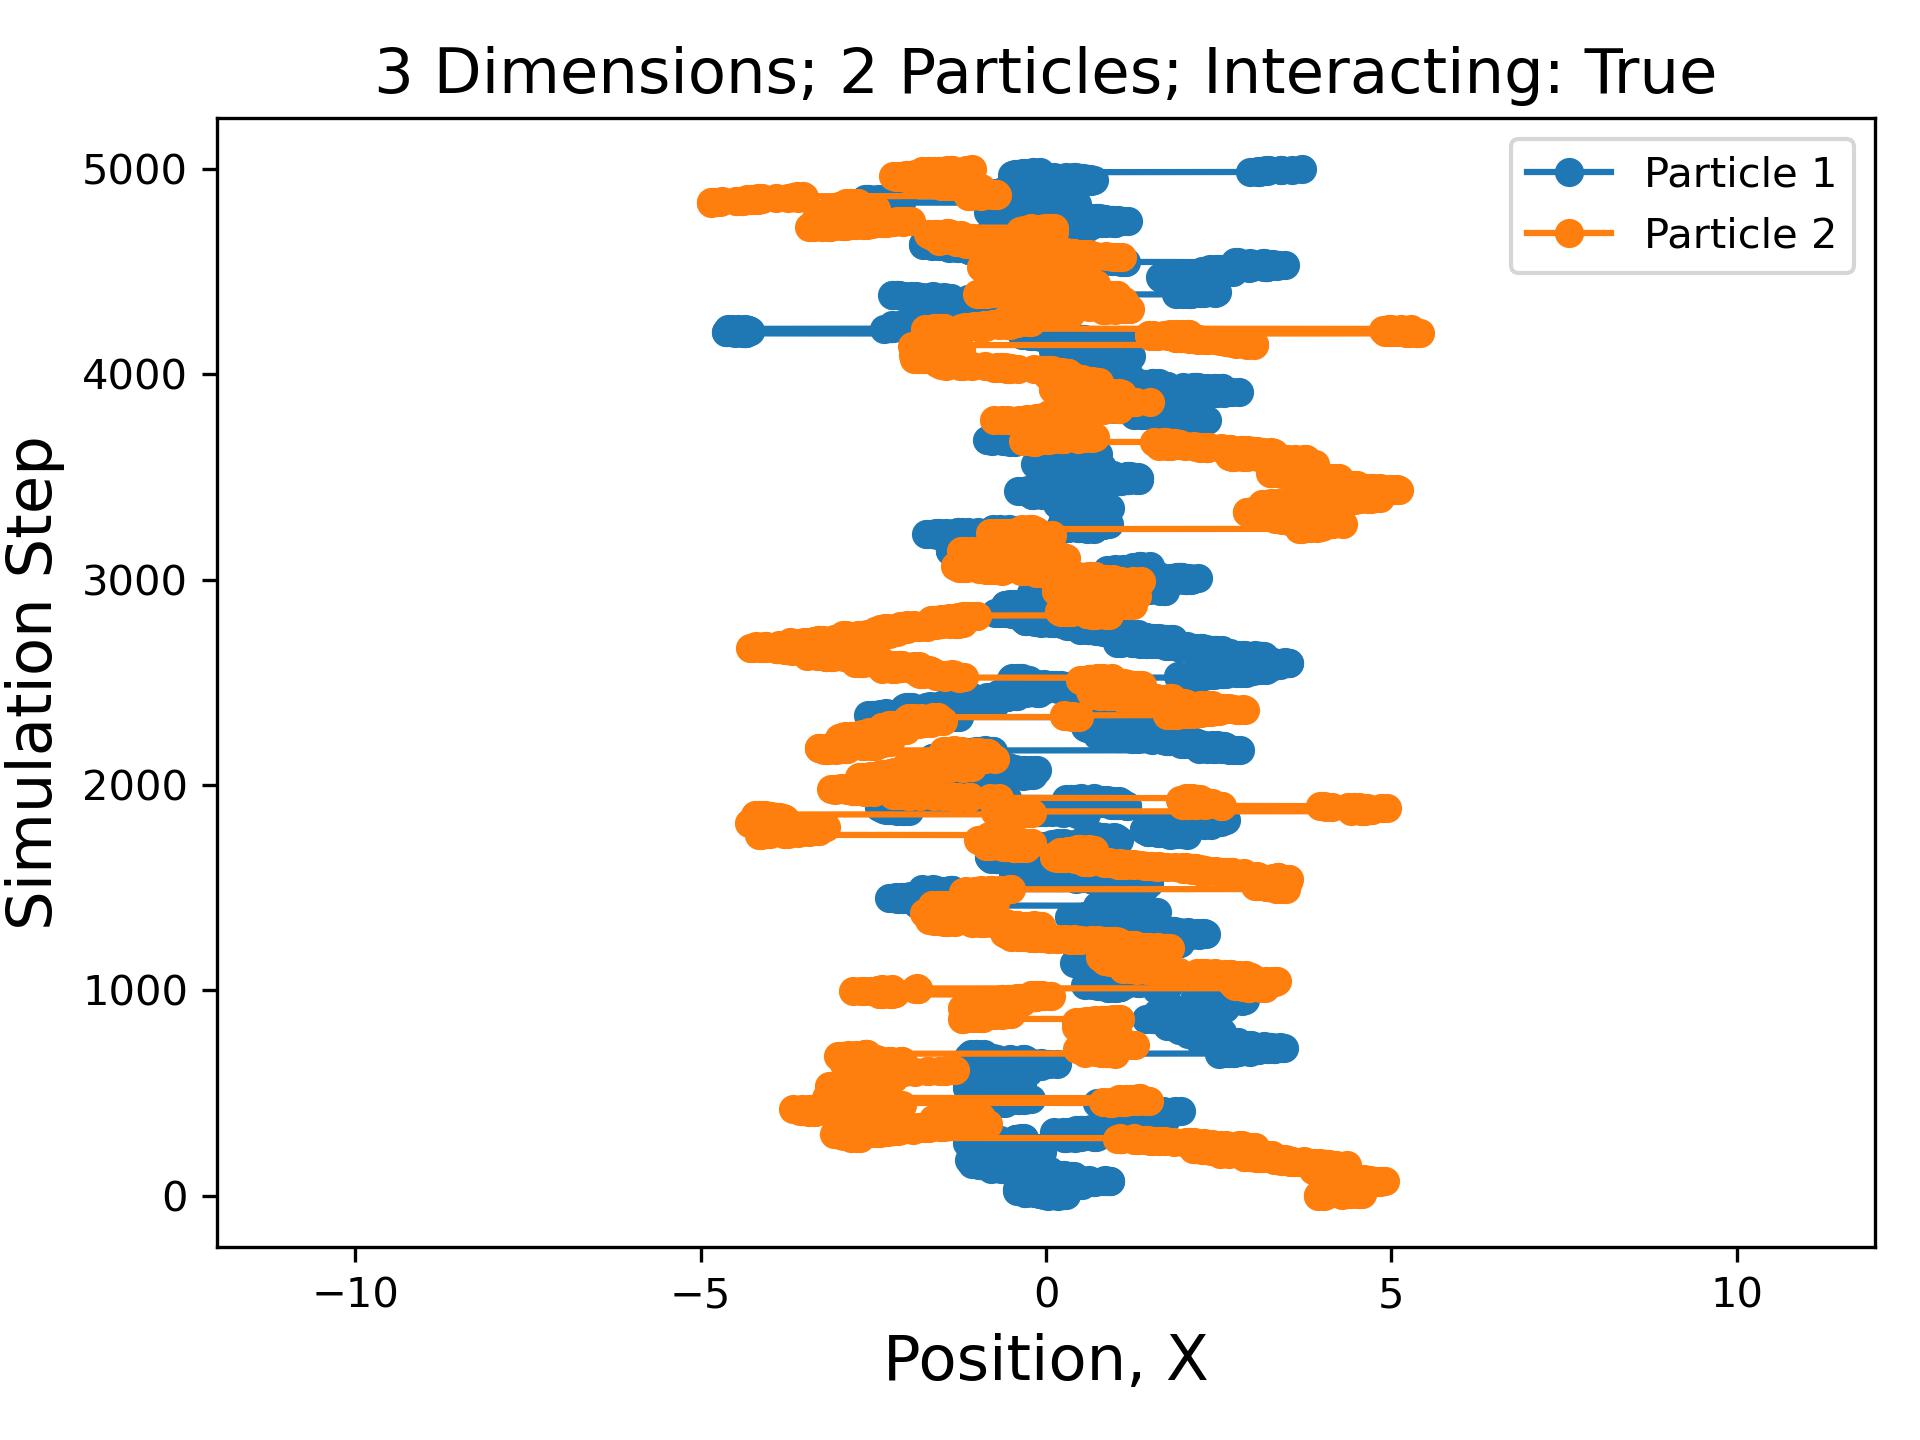 3 Dimensions; 2 Particles; Interacting: True
Particle 1
Particle 2
Simulation Step
5000
4000
3000
2000
1000
0
−10
−5
0
5
10
Position, X